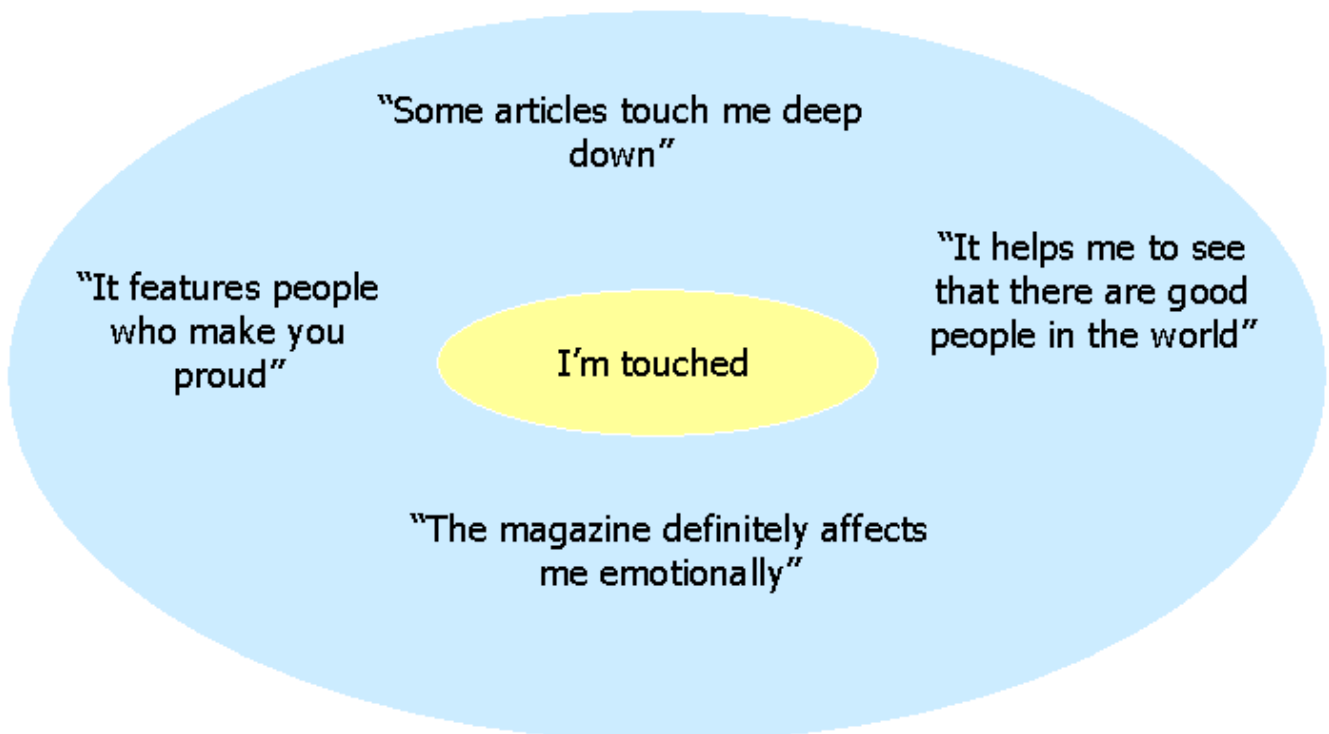 “Some articles touch me deep
down”
“It features people
who make you
proud”
“It helps me to see
that there are good
people in the world”
I’m touched
“The magazine definitely affects
me emotionally”